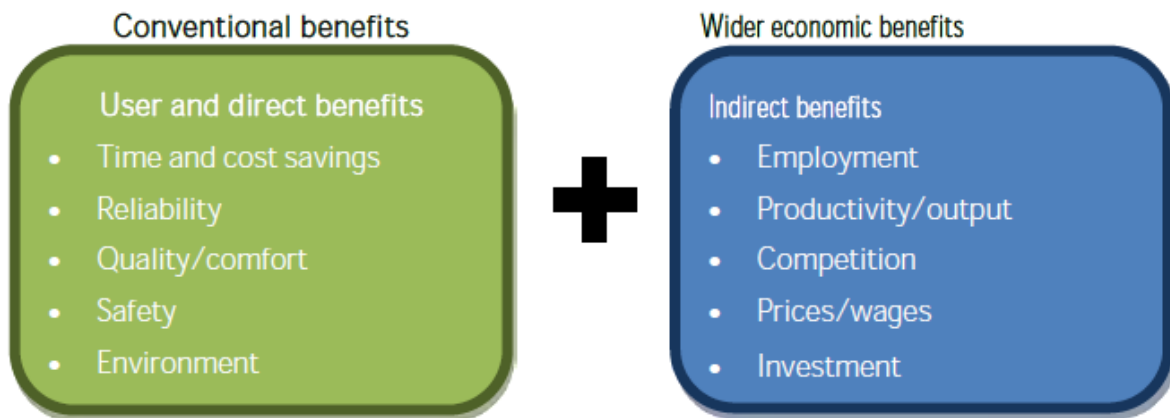 Conventional benefits
User and direct benefits
• Time and cost savings
• Reliability
• Quality/comfort
• Safety
• Environment
Wider economic benefits
Indirect benefits
• Employment
• Productivity/output
• Competition
• Prices/wages
• Investment